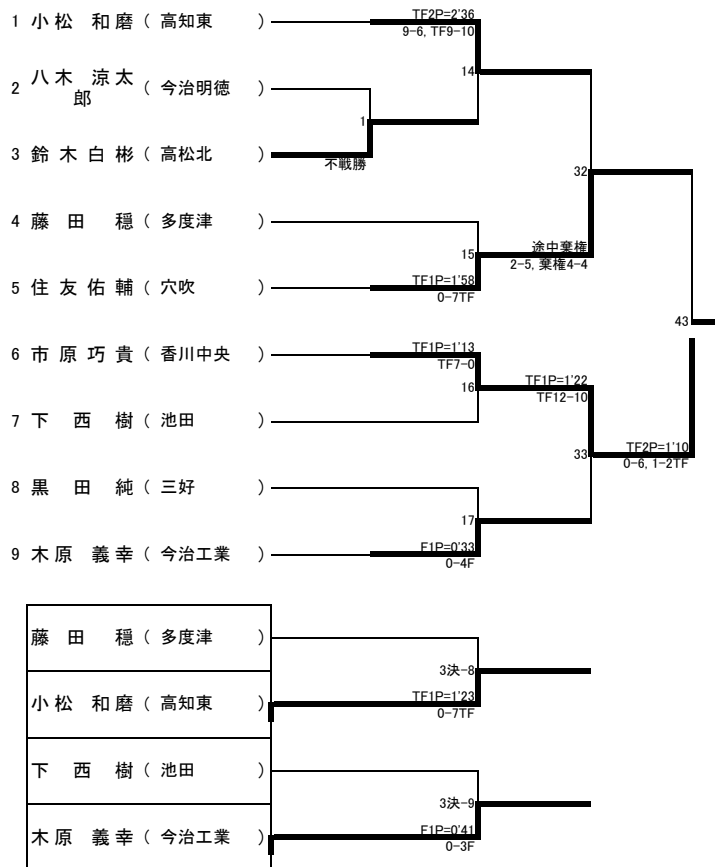 1 小松 和磨 ( 高知東 )
TF2P=2'36
9-6, TF9-10
14
2 八木 涼太郎 ( 今治明徳 )
1
3 鈴木白彬 ( 高松北 )
不戦勝
32
4 藤田 穏 ( 多度津 )
15
途中棄権
2-5, 棄権4-4
5 住友佑輔 ( 穴吹 )
TF1P=1'58
0-7TF
43
6 市原巧貴 ( 香川中央 )
TF1P=1'13
TF7-0
16
TF1P=1'22
TF12-10
7 下西樹 ( 池田 )
33
TF2P=1'10
0-6, 1-2TF
8 黒田純 ( 三好 )
17
9 木原 義幸 ( 今治工業 )
F1P=0'33
0-4F
藤田 穏 ( 多度津 )
3決-8
小松 和磨 ( 高知東 )
TF1P=1'23
0-7TF
下西樹 ( 池田 )
3決-9
木原 義幸 ( 今治工業 )
F1P=0'41
0-3F